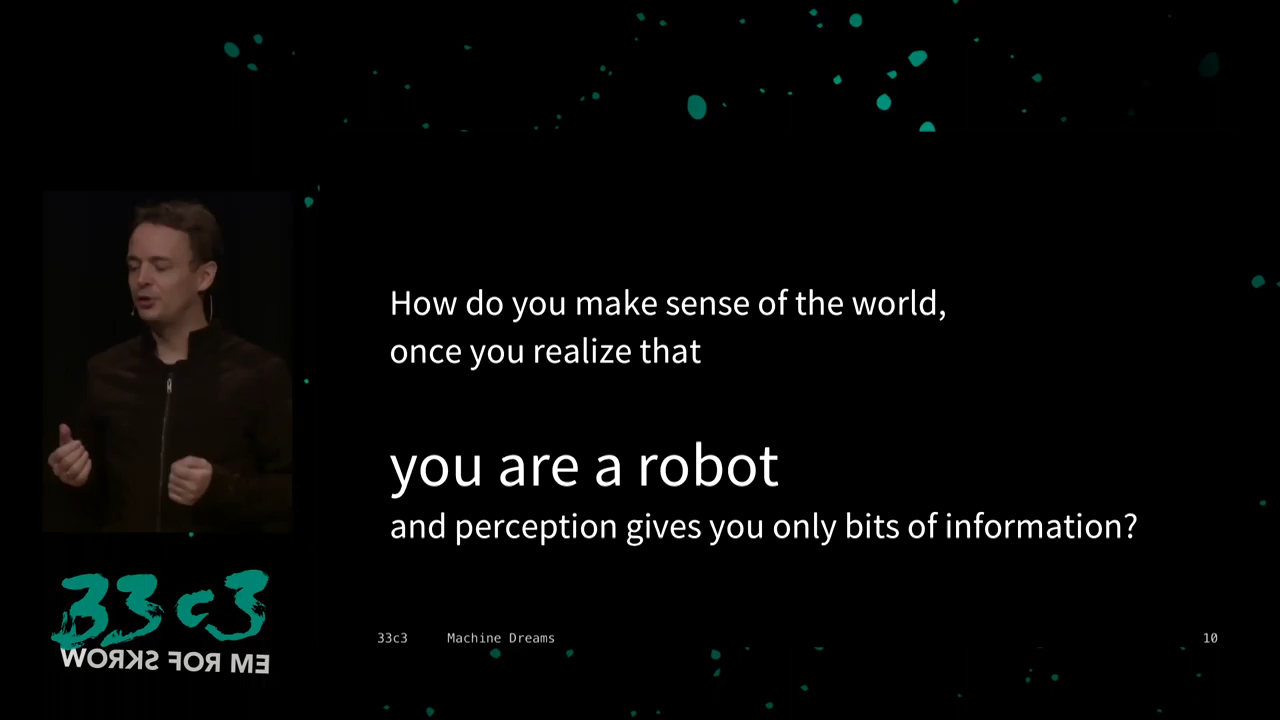 How do you make sense of the world,
once you realize that
you are a robot
and perception gives you only bits of information?
33c3
WORKS FOR ME
33c3 Machine Dreams 10